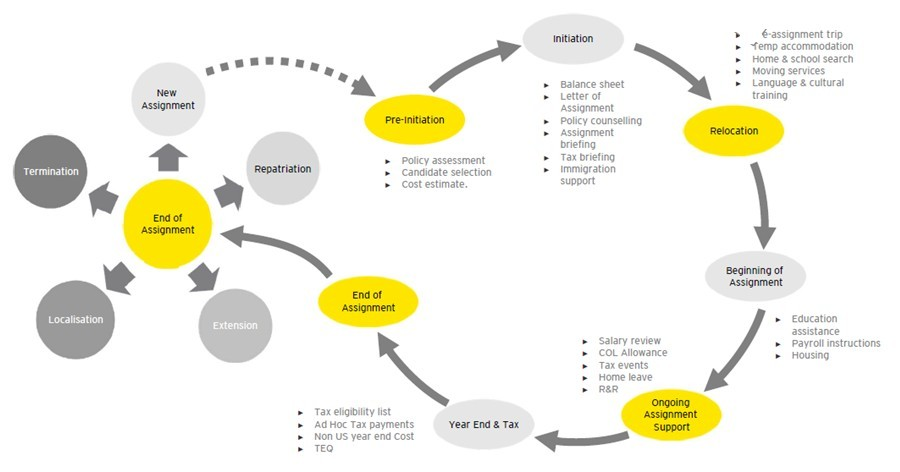 Initiation
Balance sheet
Letter of
Assignment
Policy counselling
Assignment
briefing
Tax briefing
Immigration
support
é-assignment trip
Temp accommodation
Home & school search
Moving services
Language & cultural
training
Relocation
New
Assignment
Pre-Initiation
Policy assessment
Candidate selection
Cost estimate.
Termination
Repatriation
End of
Assignment
Localisation
Extension
End of
Assignment
Beginning of
Assignment
Education
assistance
Payroll instructions
Housing
Salary review
COL Allowance
Tax events
Home leave
R&R
Ongoing
Assignment
Support
Year End & Tax
Tax eligibility list
Ad Hoc Tax payments
Non US year end Cost
TEQ